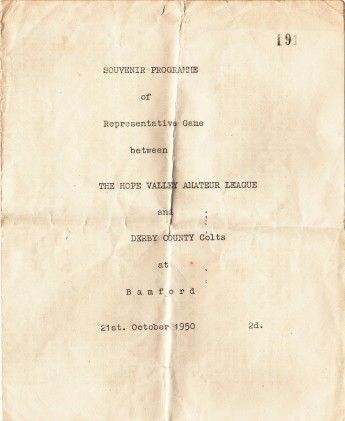 191
SOUVENIR PROGRAMME
of
Representative Game
between
THE HOPE VALLEY AMATEUR LEAGUE
and
DERBY COUNTY Colts
at
Bamford
21st. October 1950 2d.